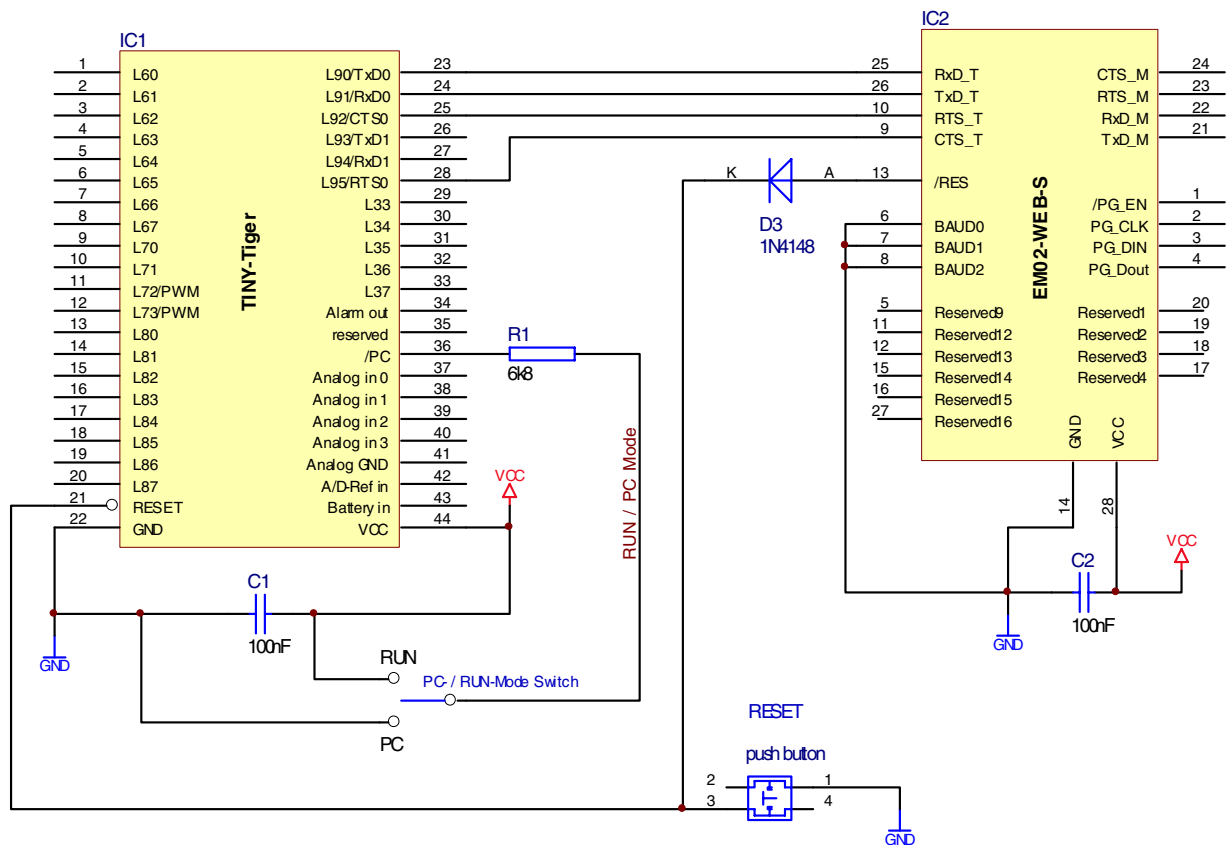 IC1
TINY-Tiger
1 L60
2 L61
3 L62
4 L63
5 L64
6 L65
7 L66
8 L67
9 L70
10 L71
11 L72/PWM
12 L73/PWM
13 L80
14 L81
15 L82
16 L83
17 L84
18 L85
19 L86
20 L87
21 RESET
22 GND
L90/TxD0 23
L91/RxD0 24
L92/CTS0 25
L93/TxD1 26
L94/RxD1 27
L95/RTS0 28
L33 29
L34 30
L35 31
L36 32
L37 33
Alarm out 34
reserved 35
/PC 36
Analog in 0 37
Analog in 1 38
Analog in 2 39
Analog in 3 40
Analog GND 41
A/D-Ref in 42
Battery in 43
VCC 44
R1
6k8
RUN / PC Mode
VCC
C1
100nF
GND
RUN
PC- / RUN-Mode Switch
PC
K
A
D3
1N4148
IC2
EM02-WEB-S
25 RxD_T
26 TxD_T
10 RTS_T
9 CTS_T
13 /RES
6 BAUD0
7 BAUD1
8 BAUD2
5 Reserved9
11 Reserved12
12 Reserved13
15 Reserved14
16 Reserved15
27 Reserved16
CTS_M 24
RTS_M 23
RxD_M 22
TxD_M 21
/PG_EN 1
PG_CLK 2
PG_DIN 3
PG_Dout 4
Reserved1 20
Reserved2 19
Reserved3 18
Reserved4 17
GND 14
VCC 28
VCC
C2
100nF
GND
RESET
push button
2
1
3
4
GND